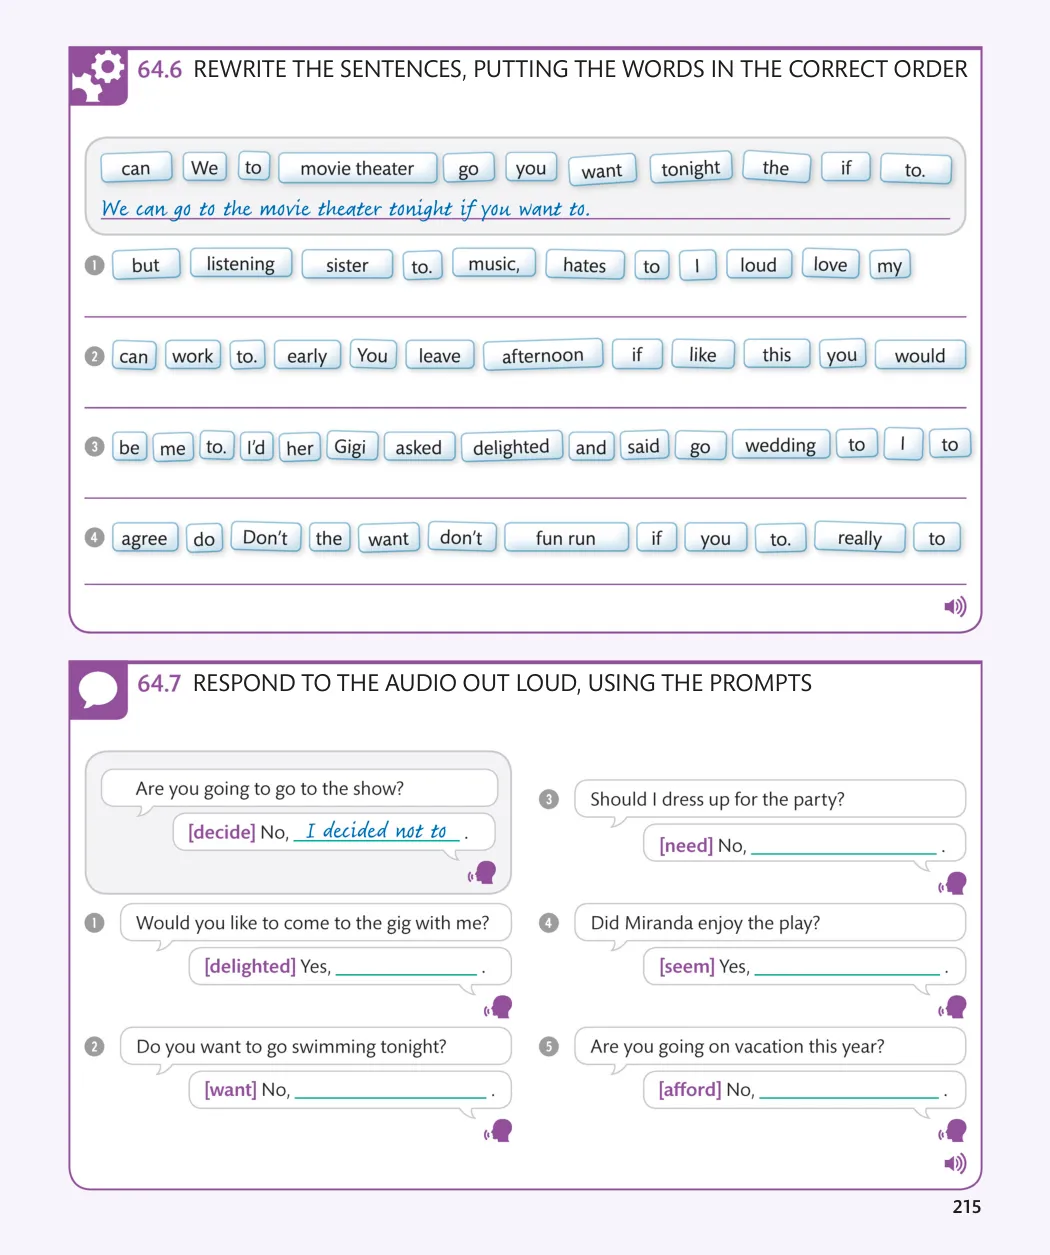 64.6 REWRITE THE SENTENCES, PUTTING THE WORDS IN THE CORRECT ORDER
can We to movie theater go you want tonight the if to.
We can go to the movie theater tonight if you want to.
1 but listening sister to. music, hates to I loud love my
2 can work to. early You leave afternoon if like this you would
3 be me to. I'd her Gigi asked delighted and said go wedding to I to
4 agree do Don't the want don't fun run if you to. really to
64.7 RESPOND TO THE AUDIO OUT LOUD, USING THE PROMPTS
Are you going to go to the show?
[decide] No, I decided not to .
1 Would you like to come to the gig with me?
[delighted] Yes, .
2 Do you want to go swimming tonight?
[want] No, .
3 Should I dress up for the party?
[need] No, .
4 Did Miranda enjoy the play?
[seem] Yes, .
5 Are you going on vacation this year?
[afford] No, .
215